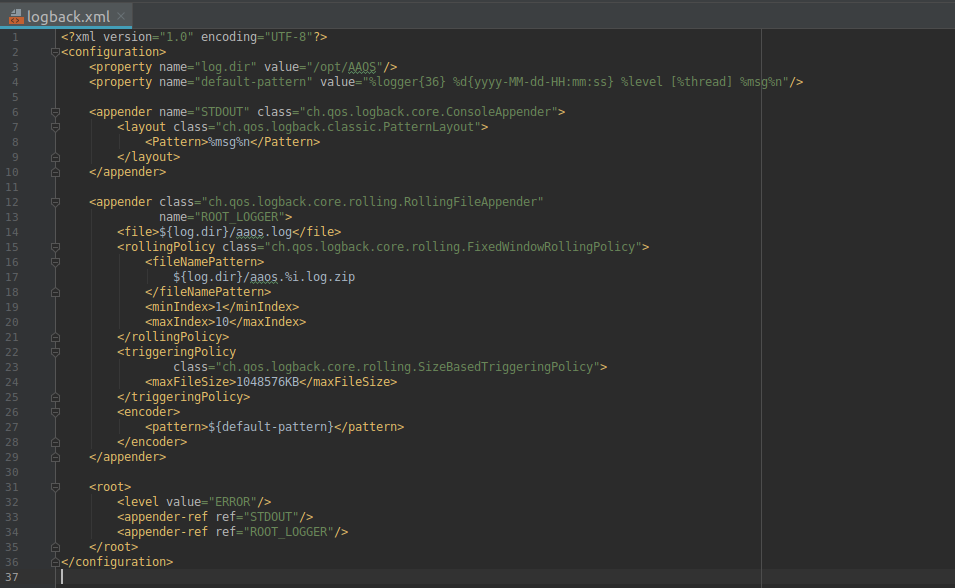 logback.xml
1 <?xml version="1.0" encoding="UTF-8"?>
2 <configuration>
3 <property name="log.dir" value="/opt/AAOS"/>
4 <property name="default-pattern" value="%logger{36} %d{yyyy-MM-dd-HH:mm:ss} %level [%thread] %msg%n"/>
5
6 <appender name="STDOUT" class="ch.qos.logback.core.ConsoleAppender">
7 <layout class="ch.qos.logback.classic.PatternLayout">
8 <Pattern>%msg%n</Pattern>
9 </layout>
10 </appender>
11
12 <appender class="ch.qos.logback.core.rolling.RollingFileAppender"
13 name="ROOT_LOGGER">
14 <file>${log.dir}/aaos.log</file>
15 <rollingPolicy class="ch.qos.logback.core.rolling.FixedWindowRollingPolicy">
16 <fileNamePattern>
17 ${log.dir}/aaos.%i.log.zip
18 </fileNamePattern>
19 <minIndex>1</minIndex>
20 <maxIndex>10</maxIndex>
21 </rollingPolicy>
22 <triggeringPolicy
23 class="ch.qos.logback.core.rolling.SizeBasedTriggeringPolicy">
24 <maxFileSize>1048576KB</maxFileSize>
25 </triggeringPolicy>
26 <encoder>
27 <pattern>${default-pattern}</pattern>
28 </encoder>
29 </appender>
30
31 <root>
32 <level value="ERROR"/>
33 <appender-ref ref="STDOUT"/>
34 <appender-ref ref="ROOT_LOGGER"/>
35 </root>
36 </configuration>
37